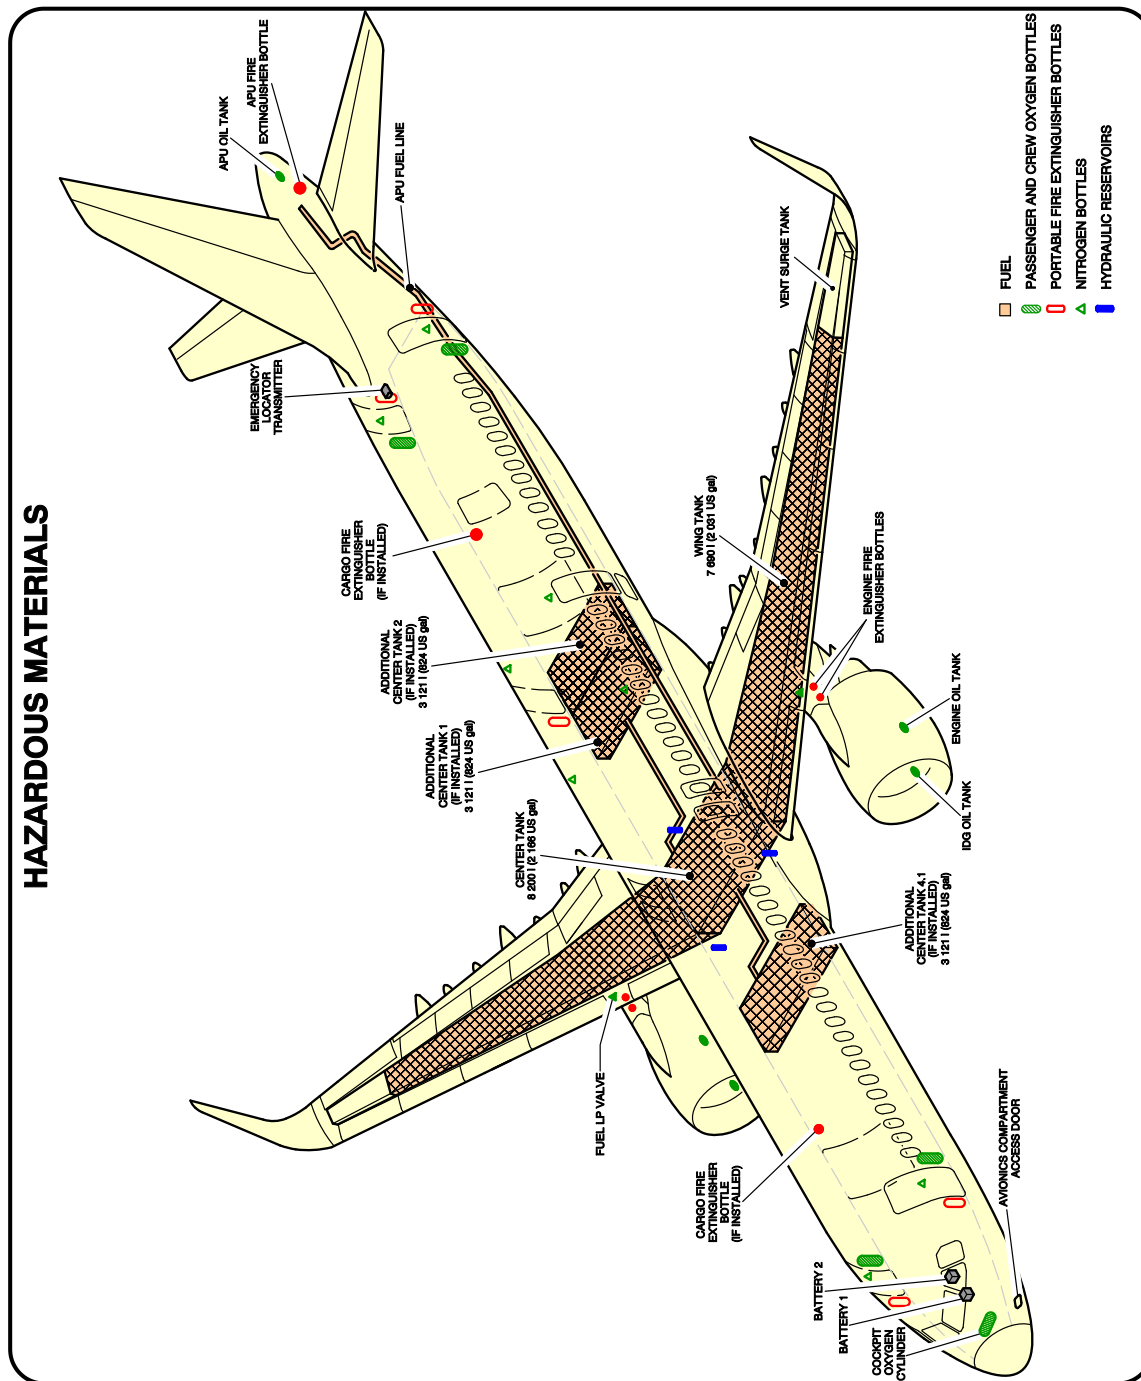 HAZARDOUS MATERIALS
APU OIL TANK
APU FIRE
EXTINGUISHER BOTTLE
APU FUEL LINE
EMERGENCY
LOCATOR
TRANSMITTER
CARGO FIRE
EXTINGUISHER
BOTTLE
(IF INSTALLED)
ADDITIONAL
CENTER TANK 2
(IF INSTALLED)
3 121 l (824 US gal)
ADDITIONAL
CENTER TANK 1
(IF INSTALLED)
3 121 l (824 US gal)
CENTER TANK
8 200 l (2 166 US gal)
FUEL LP VALVE
CARGO FIRE
EXTINGUISHER
BOTTLE
(IF INSTALLED)
BATTERY 2
BATTERY 1
COCKPIT
OXYGEN
CYLINDER
VENT SURGE TANK
WING TANK
7 690 l (2 031 US gal)
ENGINE FIRE
EXTINGUISHER BOTTLES
ENGINE OIL TANK
IDG OIL TANK
ADDITIONAL
CENTER TANK 4.1
(IF INSTALLED)
3 121 l (824 US gal)
AVIONICS COMPARTMENT
ACCESS DOOR
FUEL
PASSENGER AND CREW OXYGEN BOTTLES
PORTABLE FIRE EXTINGUISHER BOTTLES
NITROGEN BOTTLES
HYDRAULIC RESERVOIRS